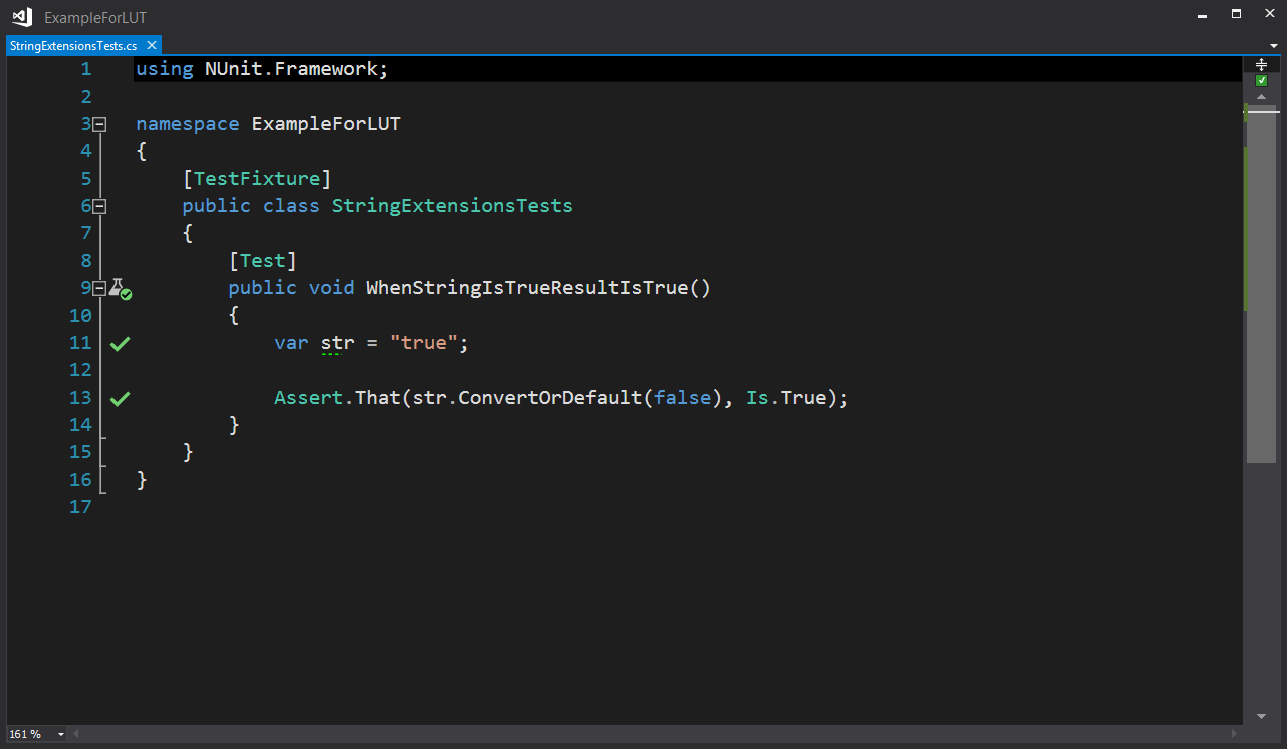 ExampleForLUT
StringExtensionsTests.cs
1 using NUnit.Framework;
2
3 namespace ExampleForLUT
4 {
5 [TestFixture]
6 public class StringExtensionsTests
7 {
8 [Test]
9 public void WhenStringIsTrueResultIsTrue()
10 {
11 var str = "true";
12
13 Assert.That(str.ConvertOrDefault(false), Is.True);
14 }
15 }
16 }
17
161 %